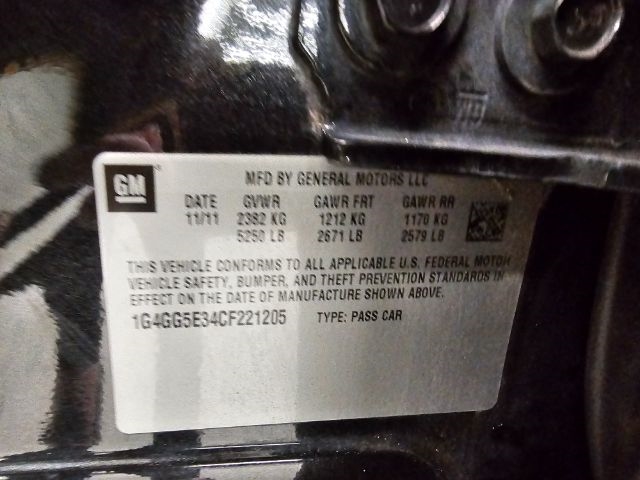 GM
MFD BY GENERAL MOTORS LLC
DATE GVWR GAWR FRT GAWR RR
11/11 2382 KG 1212 KG 1170 KG
5250 LB 2671 LB 2579 LB
THIS VEHICLE CONFORMS TO ALL APPLICABLE U.S. FEDERAL MOTOR
VEHICLE SAFETY, BUMPER, AND THEFT PREVENTION STANDARDS IN
EFFECT ON THE DATE OF MANUFACTURE SHOWN ABOVE.
1G4GG5E34CF221205 TYPE: PASS CAR